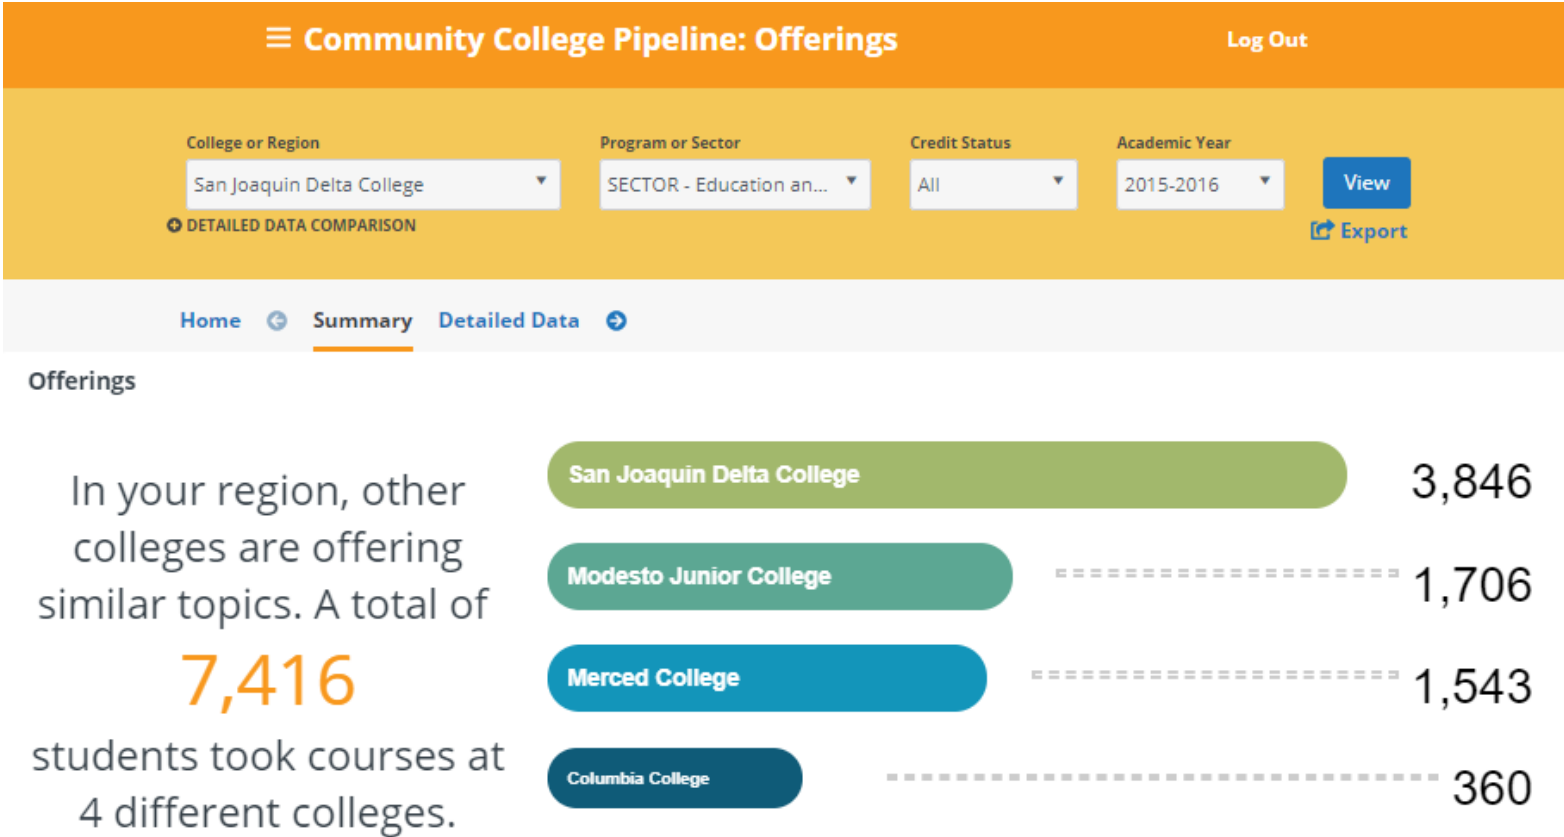 Community College Pipeline: Offerings
Log Out
College or Region
Program or Sector
Credit Status
Academic Year
San Joaquin Delta College
SECTOR - Education an...
All
2015-2016
View
DETAILED DATA COMPARISON
Export
Home
Summary
Detailed Data
Offerings
In your region, other
colleges are offering
similar topics. A total of
7,416
students took courses at
4 different colleges.
San Joaquin Delta College
3,846
Modesto Junior College
1,706
Merced College
1,543
Columbia College
360